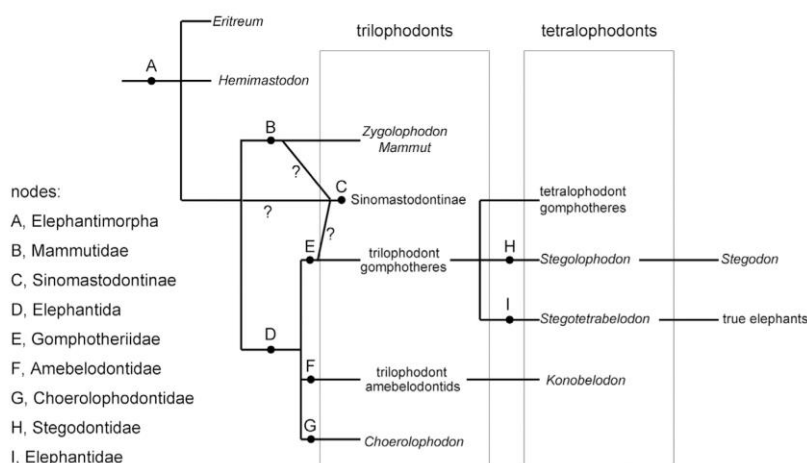 Eritreum
trilophodonts
tetralophodonts
A
Hemimastodon
B
Zygolophodon
Mammut
?
C
Sinomastodontinae
?
?
tetralophodont
gomphotheres
E
trilophodont
gomphotheres
H
Stegolophodon
Stegodon
I
Stegotetrabelodon
true elephants
D
F
trilophodont
amebelodontids
Konobelodon
G
Choerolophodon
nodes:
A, Elephantimorpha
B, Mammutidae
C, Sinomastodontinae
D, Elephantida
E, Gomphotheriidae
F, Amebelodontidae
G, Choerolophodontidae
H, Stegodontidae
I, Elephantidae